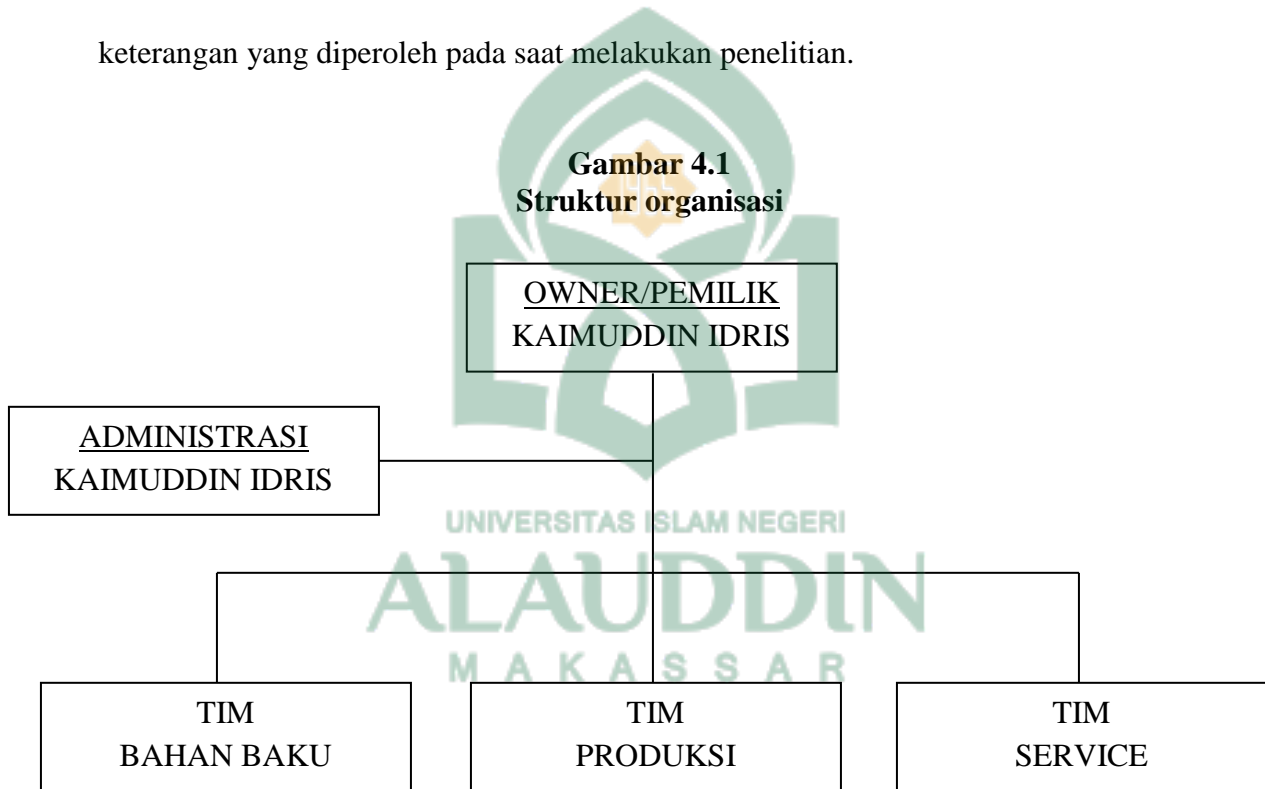 keterangan yang diperoleh pada saat melakukan penelitian.
Gambar 4.1
Struktur organisasi
1965
OWNER/PEMILIK
KAIMUDDIN IDRIS
ADMINISTRASI
KAIMUDDIN IDRIS
UNIVERSITAS ISLAM NEGERI
ALAUDDIN
MAKASSAR
TIM
BAHAN BAKU
TIM
PRODUKSI
TIM
SERVICE